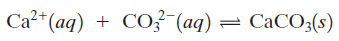 Ca²⁺(aq) + CO₃²⁻(aq) ⇌ CaCO₃(s)